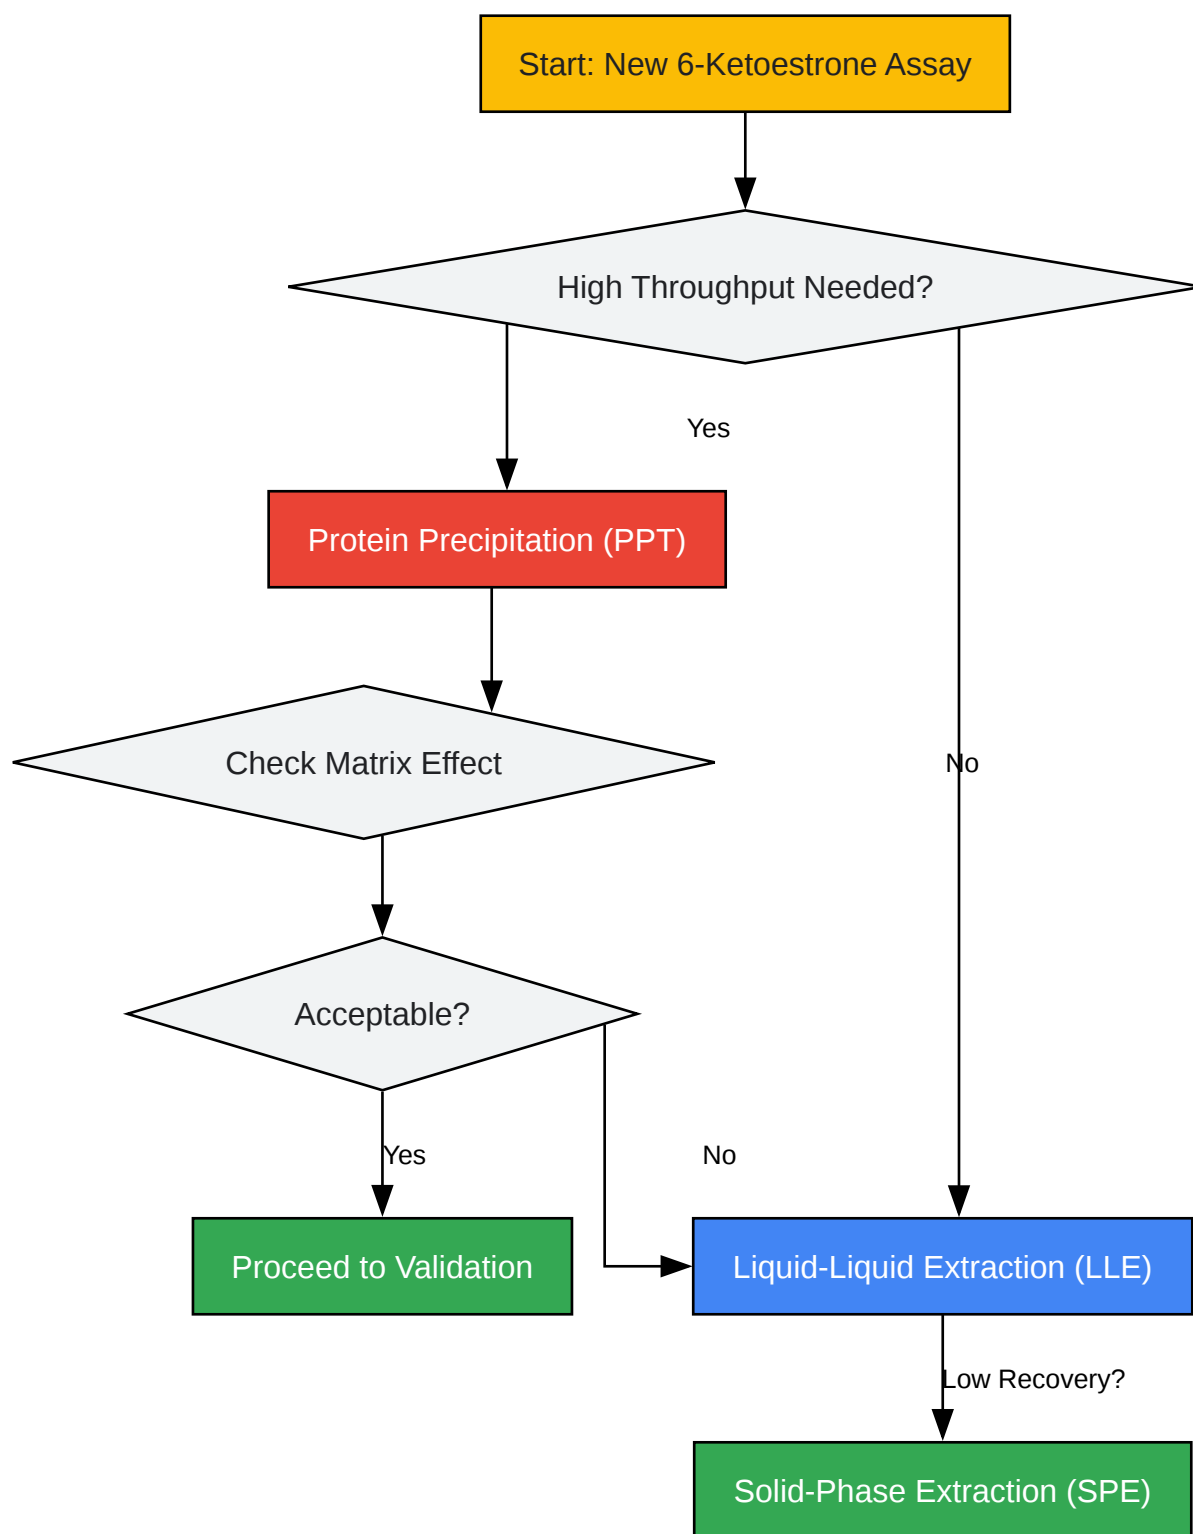 Start: New 6-Ketoestrone Assay
High Throughput Needed?
Yes
Protein Precipitation (PPT)
Check Matrix Effect
No
Acceptable?
Yes
No
Proceed to Validation
Liquid-Liquid Extraction (LLE)
Low Recovery?
Solid-Phase Extraction (SPE)